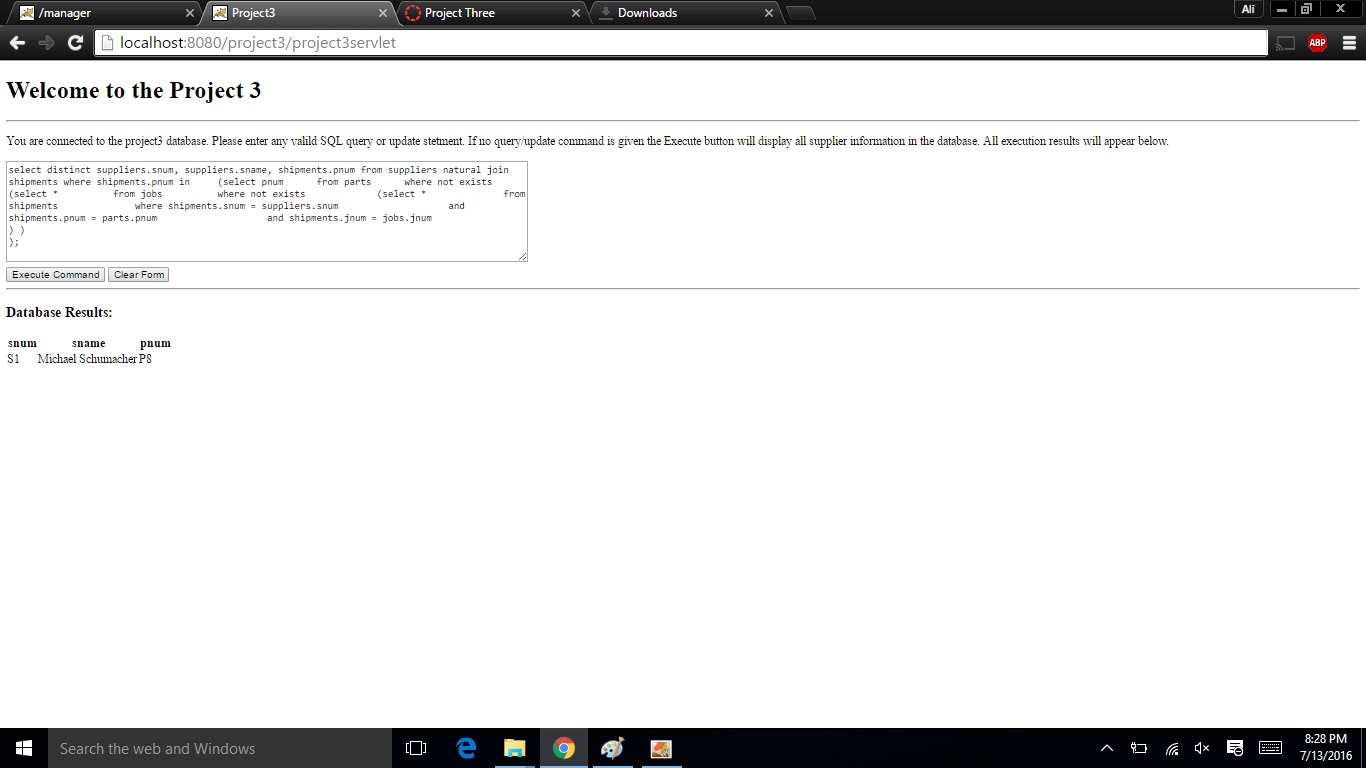 /manager
Project3
Project Three
Downloads
Ali
localhost:8080/project3/project3servlet
ABP
Welcome to the Project 3
You are connected to the project3 database. Please enter any valild SQL query or update stetment. If no query/update command is given the Execute button will display all supplier information in the database. All execution results will appear below.
select distinct suppliers.snum, suppliers.sname, shipments.pnum from suppliers natural join
shipments where shipments.pnum in (select pnum from parts where not exists
(select * from jobs where not exists (select * from
shipments where shipments.snum = suppliers.snum and
shipments.pnum = parts.pnum and shipments.jnum = jobs.jnum
) )
);
Execute Command Clear Form
Database Results:
snum sname pnum
S1 Michael Schumacher P8
Search the web and Windows
8:28 PM
7/13/2016